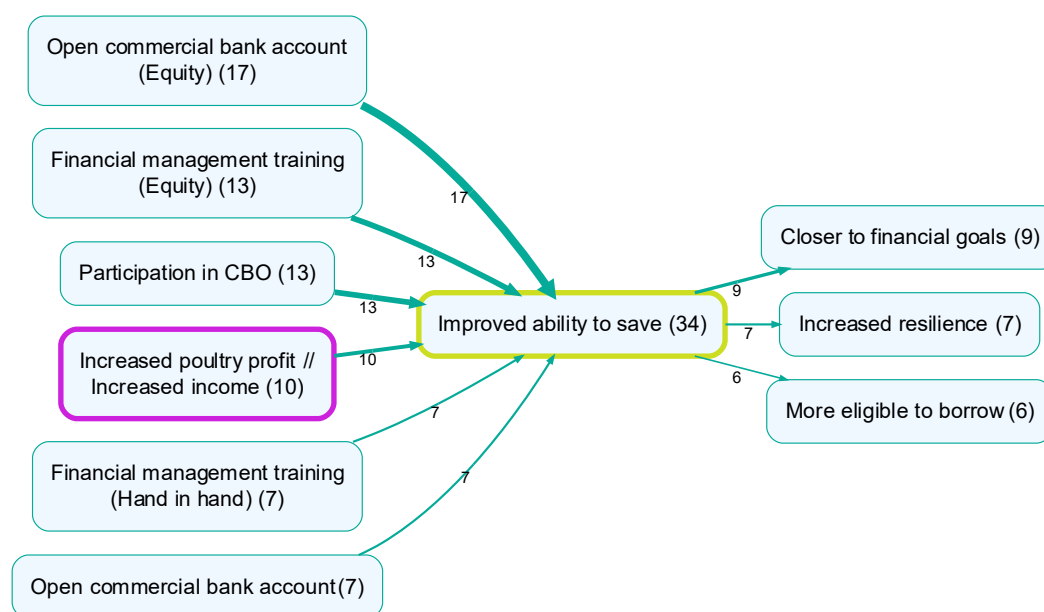 Open commercial bank account
(Equity) (17)
17
Financial management training
(Equity) (13)
13
Participation in CBO (13)
13
Increased poultry profit //
Increased income (10)
10
Financial management training
(Hand in hand) (7)
7
Open commercial bank account (7)
7
Improved ability to save (34)
9
Closer to financial goals (9)
7
Increased resilience (7)
6
More eligible to borrow (6)